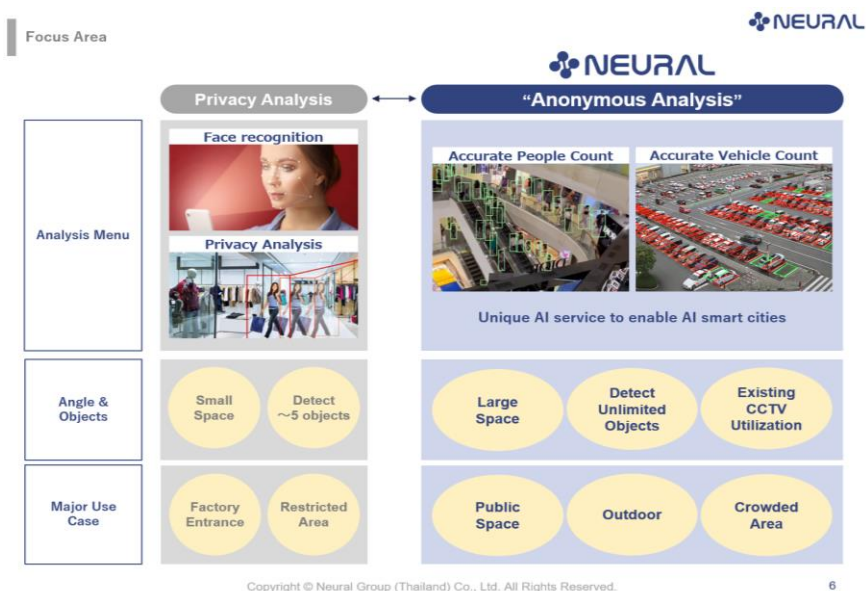 Focus Area
NEURAL
NEURAL
Privacy Analysis
“Anonymous Analysis”
Analysis Menu
Face recognition
Privacy Analysis
Accurate People Count
Accurate Vehicle Count
Unique AI service to enable AI smart cities
Angle &
Objects
Small
Space
Detect
～5 objects
Large
Space
Detect
Unlimited
Objects
Existing
CCTV
Utilization
Major Use
Case
Factory
Entrance
Restricted
Area
Public
Space
Outdoor
Crowded
Area
Copyright © Neural Group (Thailand) Co., Ltd. All Rights Reserved.
6